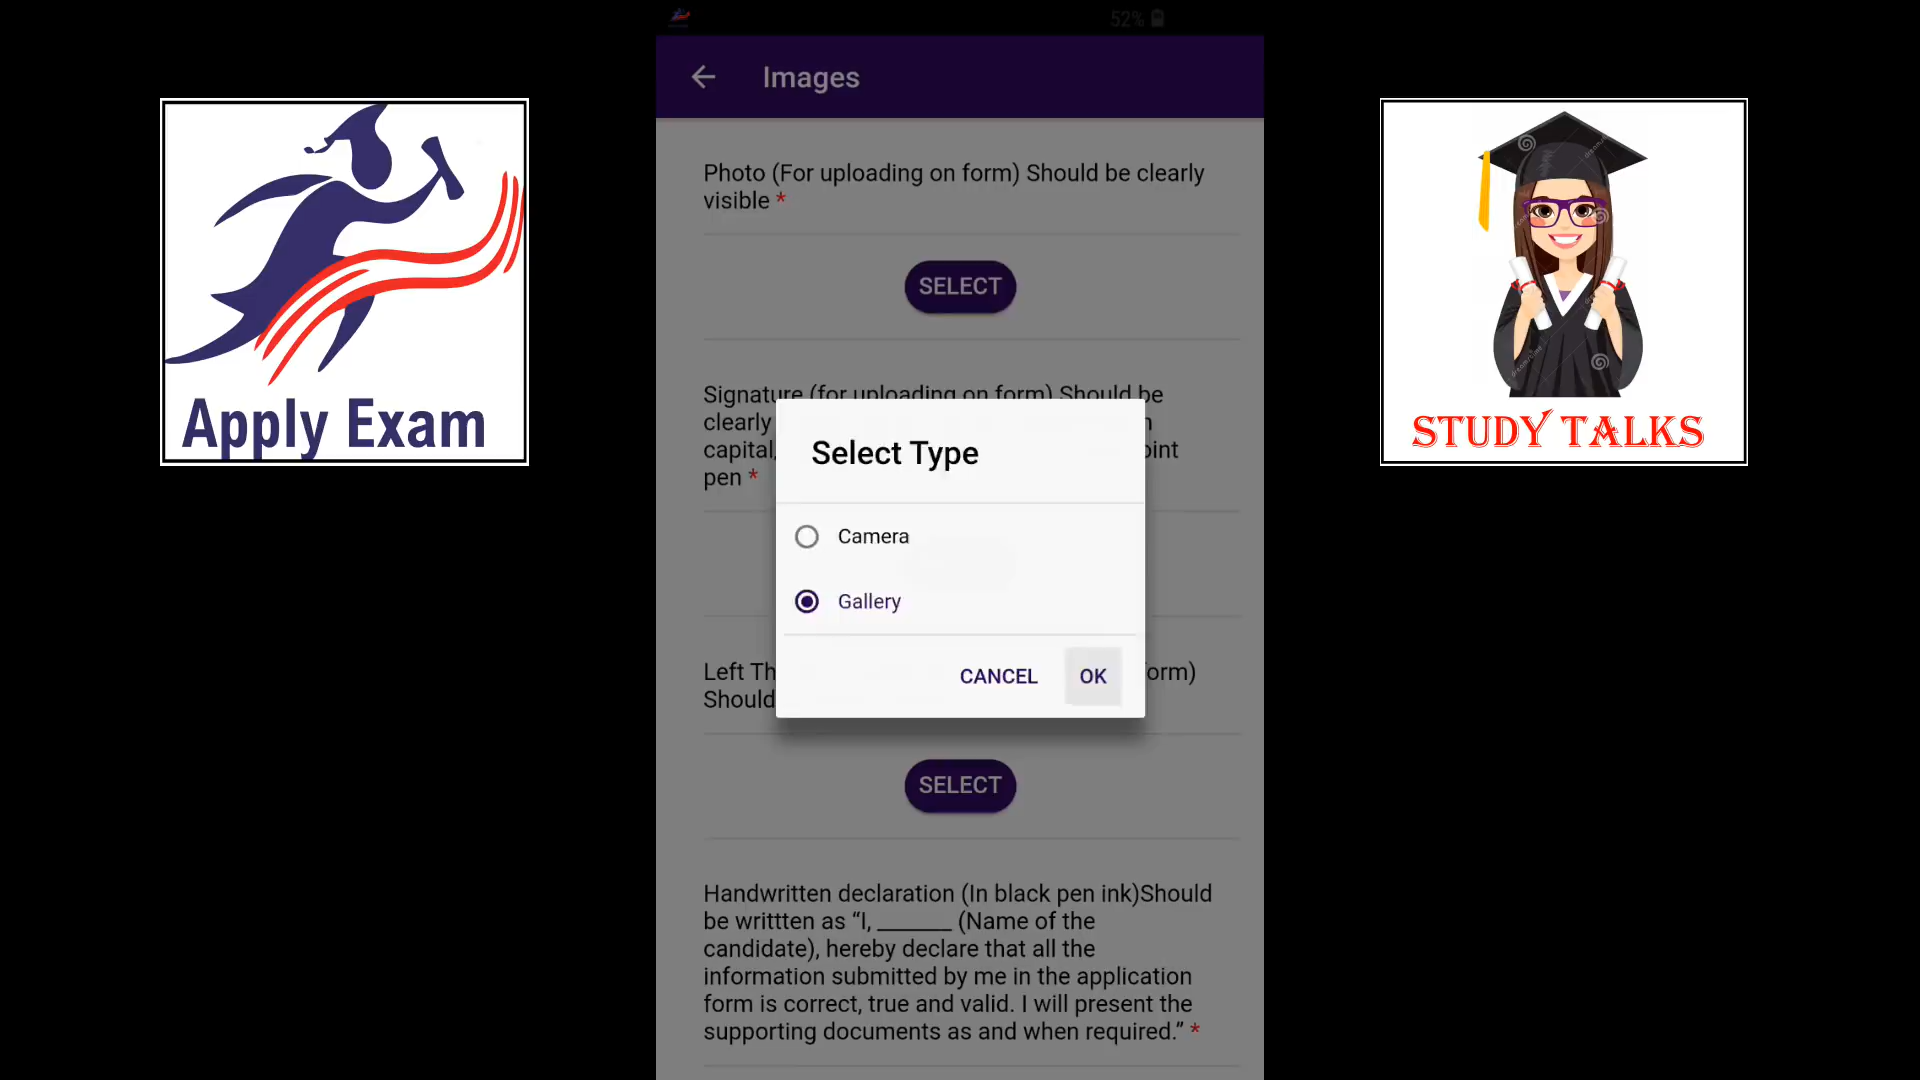 52%
Images
Photo (For uploading on form) Should be clearly
visible *
SELECT
Signature (for uploading on form) Should be
clearly
capital,
pen *
Select Type
Camera
Gallery
CANCEL OK
Left Th orm)
Should
SELECT
Handwritten declaration (In black pen ink)Should
be writtten as “I, _______ (Name of the
candidate), hereby declare that all the
information submitted by me in the application
form is correct, true and valid. I will present the
supporting documents as and when required.” *
Apply Exam
STUDY TALKS